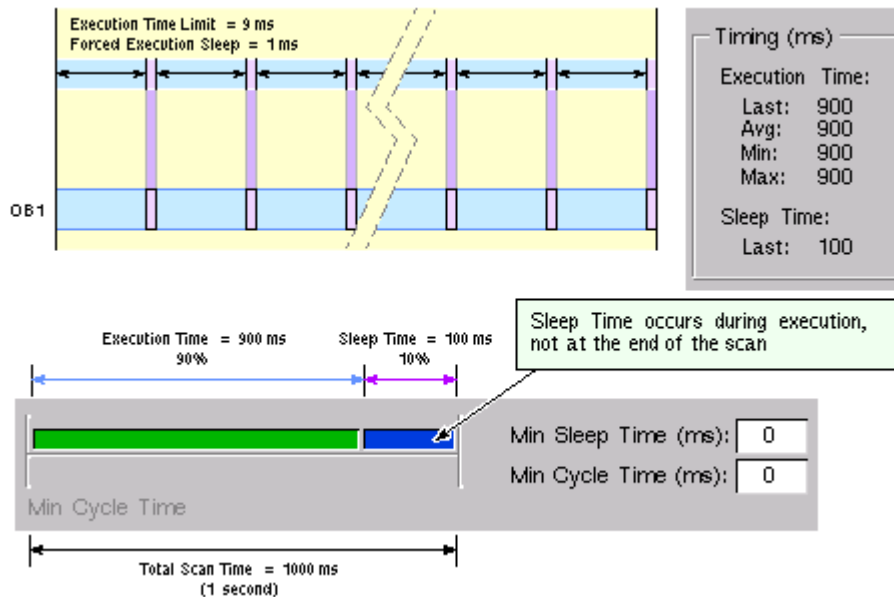 Execution Time Limit = 9 ms
Forced Execution Sleep = 1 ms
OB1
Timing (ms)
Execution Time:
Last: 900
Avg: 900
Min: 900
Max: 900
Sleep Time:
Last: 100
Sleep Time occurs during execution,
not at the end of the scan
Execution Time = 900 ms
90%
Sleep Time = 100 ms
10%
Min Sleep Time (ms): 0
Min Cycle Time (ms): 0
Min Cycle Time
Total Scan Time = 1000 ms
(1 second)